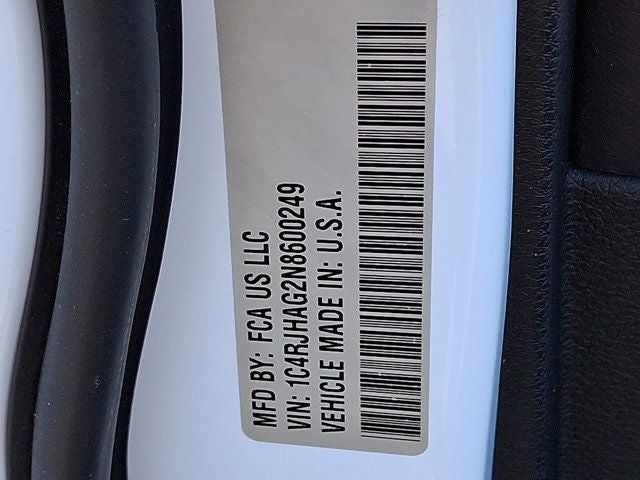 MFD BY: FCA US LLC
VIN: 1C4RJHAG2N8600249
VEHICLE MADE IN: U.S.A.